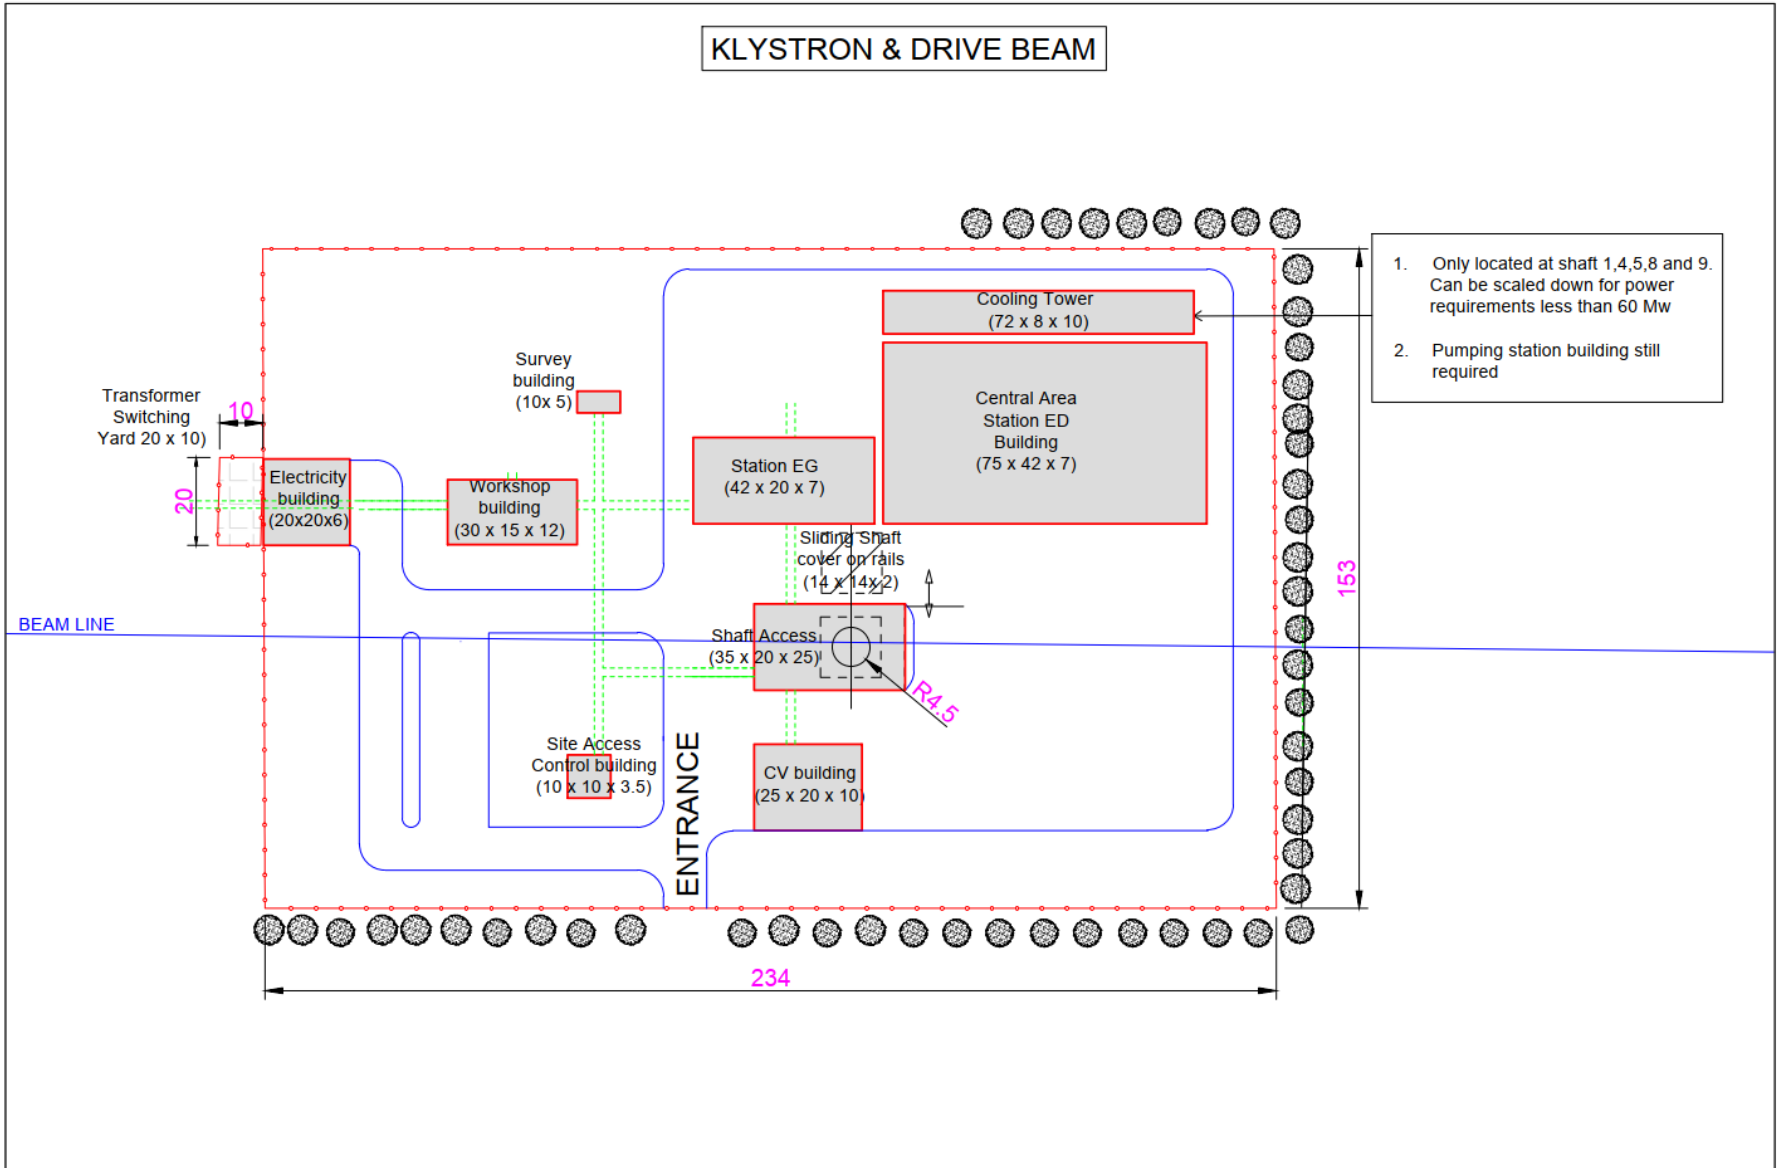 KLYSTRON & DRIVE BEAM
1. Only located at shaft 1,4,5,8 and 9.
Can be scaled down for power
requirements less than 60 Mw
2. Pumping station building still
required
Cooling Tower
(72 x 8 x 10)
Survey
building
(10x 5)
Transformer
Switching
Yard 20 x 10)
10
20
Central Area
Station ED
Building
(75 x 42 x 7)
Station EG
(42 x 20 x 7)
Electricity
building
(20x20x6)
Workshop
building
(30 x 15 x 12)
Sliding Shaft
cover on rails
(14 x 14x 2)
153
BEAM LINE
Shaft Access
(35 x 20 x 25)
R4.5
Site Access
Control building
(10 x 10 x 3.5)
ENTRANCE
CV building
(25 x 20 x 10)
234